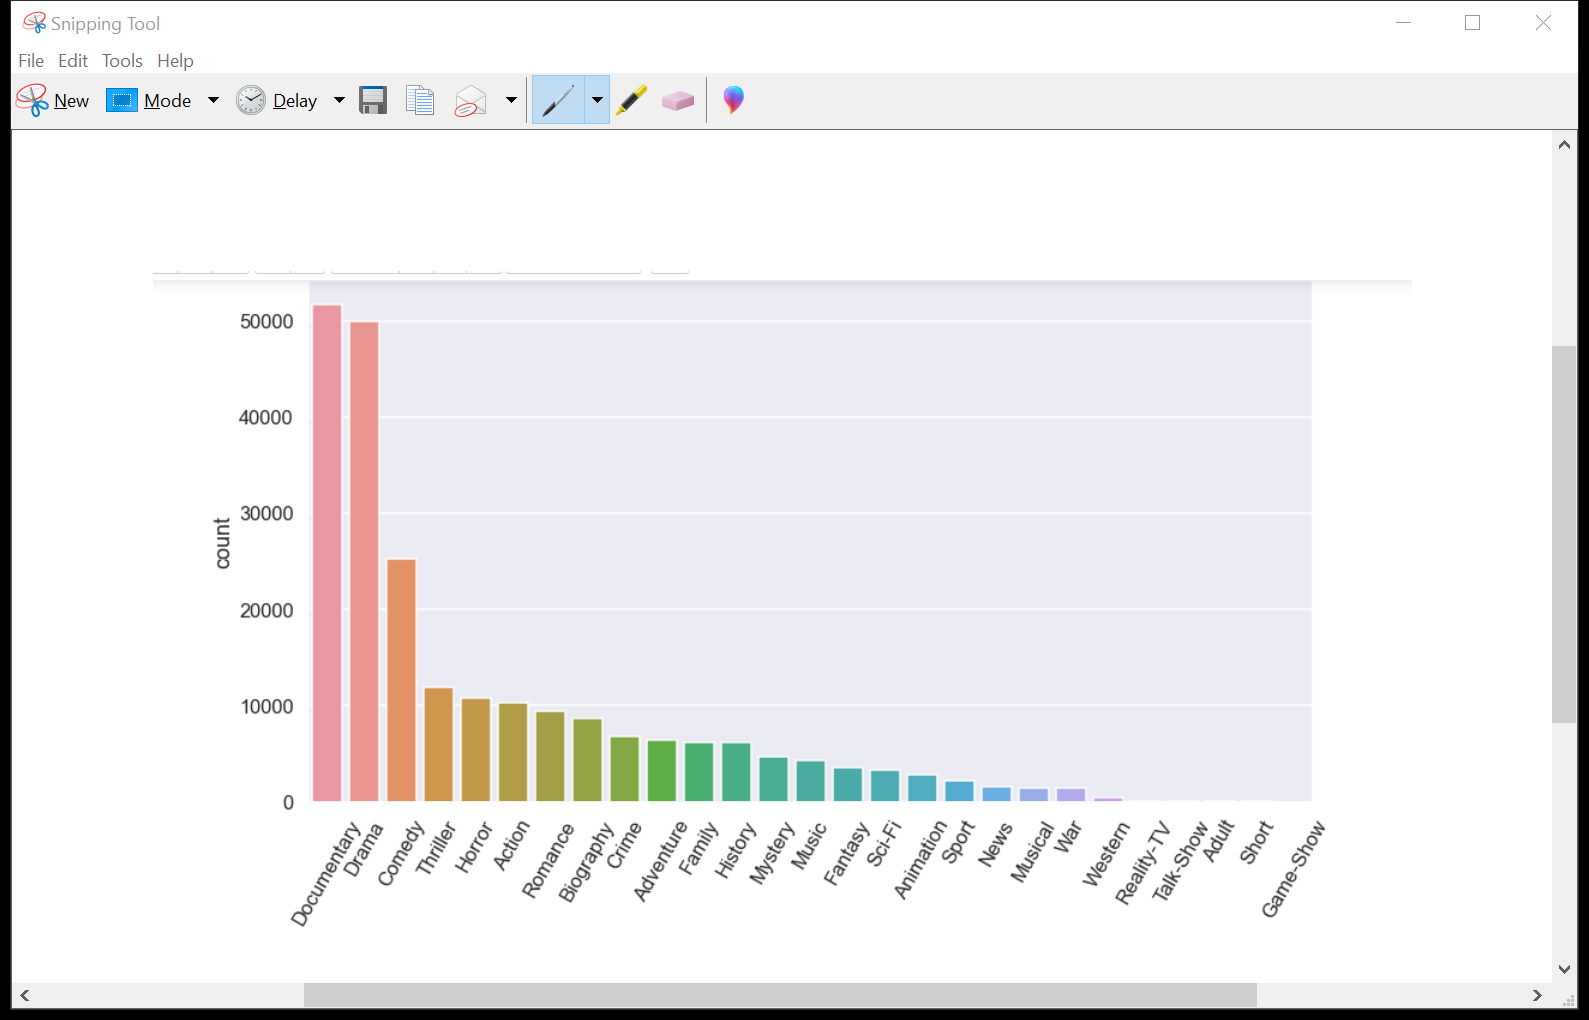 Snipping Tool
File Edit Tools Help
New Mode Delay
50000
40000
30000
20000
10000
0
count
Documentary
Drama
Comedy
Thriller
Horror
Action
Romance
Biography
Crime
Adventure
Family
History
Mystery
Music
Fantasy
Sci-Fi
Animation
Sport
News
Musical
War
Western
Reality-TV
Talk-Show
Adult
Short
Game-Show